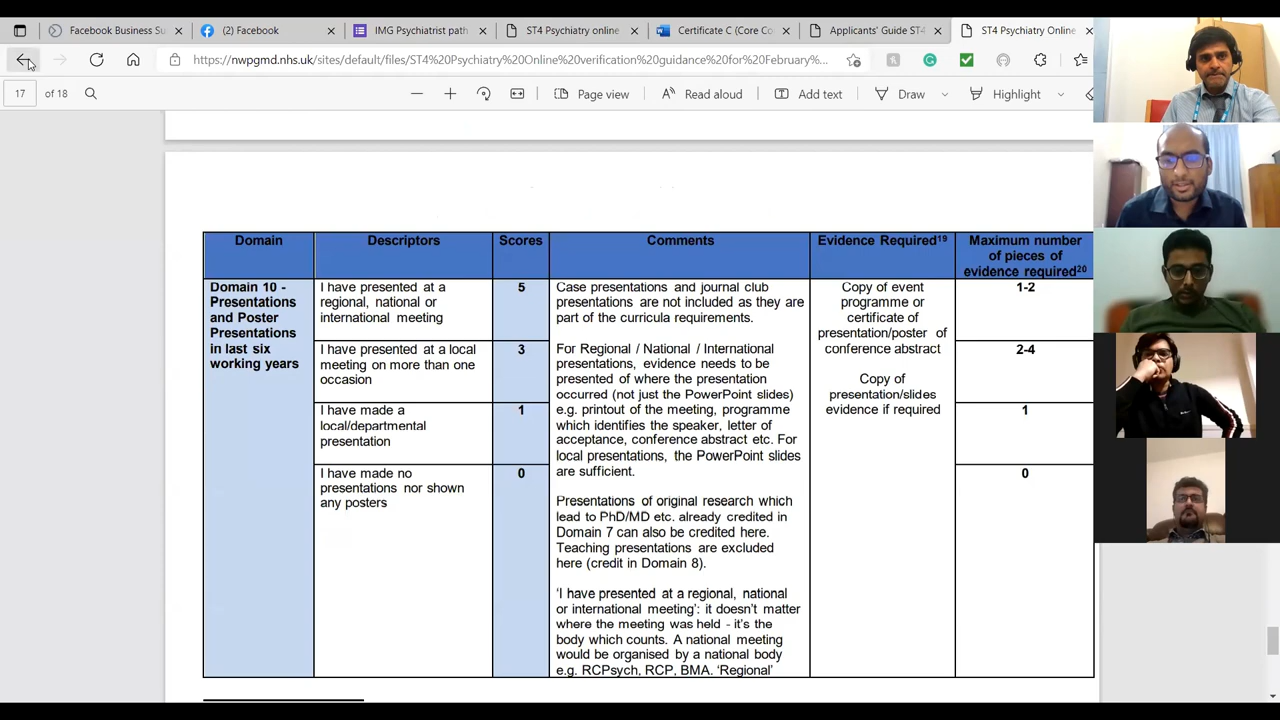 Facebook Business Su
(2) Facebook
IMG Psychiatrist path
ST4 Psychiatry online
Certificate C (Core Co
Applicants' Guide ST4
ST4 Psychiatry Online
https://nwpgmd.nhs.uk/sites/default/files/ST4%20Psychiatry%20Online%20verification%20guidance%20for%20February%...
17 of 18
Page view
Read aloud
Add text
Draw
Highlight
Domain
Descriptors
Scores
Comments
Evidence Required19
Maximum number
of pieces of
evidence required20
Domain 10 -
Presentations
and Poster
Presentations
in last six
working years
I have presented at a
regional, national or
international meeting
5
I have presented at a local
meeting on more than one
occasion
3
I have made a
local/departmental
presentation
1
I have made no
presentations nor shown
any posters
0
Case presentations and journal club
presentations are not included as they are
part of the curricula requirements.
For Regional / National / International
presentations, evidence needs to be
presented of where the presentation
occurred (not just the PowerPoint slides)
e.g. printout of the meeting, programme
which identifies the speaker, letter of
acceptance, conference abstract etc. For
local presentations, the PowerPoint slides
are sufficient.
Presentations of original research which
lead to PhD/MD etc. already credited in
Domain 7 can also be credited here.
Teaching presentations are excluded
here (credit in Domain 8).
‘I have presented at a regional, national
or international meeting’: it doesn’t matter
where the meeting was held - it’s the
body which counts. A national meeting
would be organised by a national body
e.g. RCPsych, RCP, BMA. ‘Regional’
Copy of event
programme or
certificate of
presentation/poster of
conference abstract
Copy of
presentation/slides
evidence if required
1-2
2-4
1
0